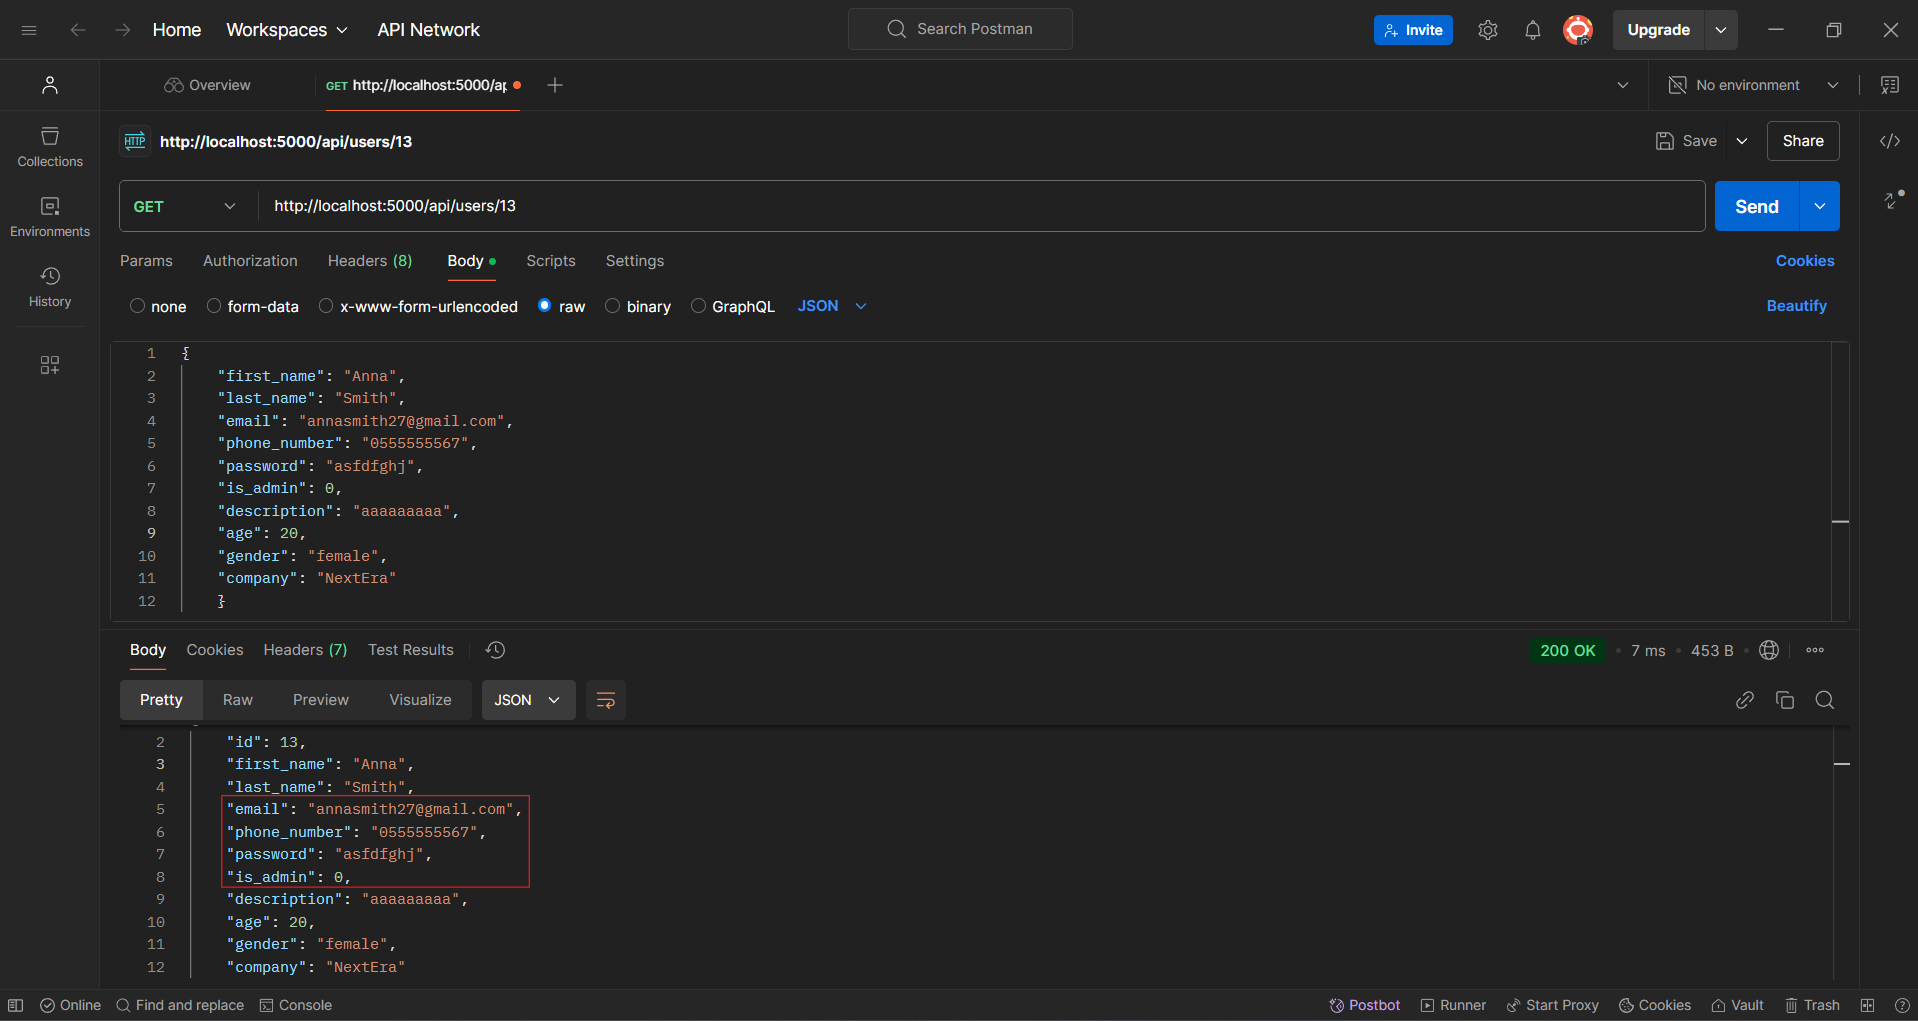 Home Workspaces API Network Search Postman Invite Upgrade
Overview GET http://localhost:5000/ap No environment
HTTP http://localhost:5000/api/users/13 Save Share
Collections
Environments
History
GET http://localhost:5000/api/users/13 Send
Params Authorization Headers (8) Body Scripts Settings Cookies
none form-data x-www-form-urlencoded raw binary GraphQL JSON Beautify
1 {
2 "first_name": "Anna",
3 "last_name": "Smith",
4 "email": "annasmith27@gmail.com",
5 "phone_number": "0555555567",
6 "password": "asfdfghj",
7 "is_admin": 0,
8 "description": "aaaaaaaaa",
9 "age": 20,
10 "gender": "female",
11 "company": "NextEra"
12 }
Body Cookies Headers (7) Test Results 200 OK • 7 ms • 453 B
Pretty Raw Preview Visualize JSON
2 "id": 13,
3 "first_name": "Anna",
4 "last_name": "Smith",
5 "email": "annasmith27@gmail.com",
6 "phone_number": "0555555567",
7 "password": "asfdfghj",
8 "is_admin": 0,
9 "description": "aaaaaaaaa",
10 "age": 20,
11 "gender": "female",
12 "company": "NextEra"
Online Find and replace Console Postbot Runner Start Proxy Cookies Vault Trash